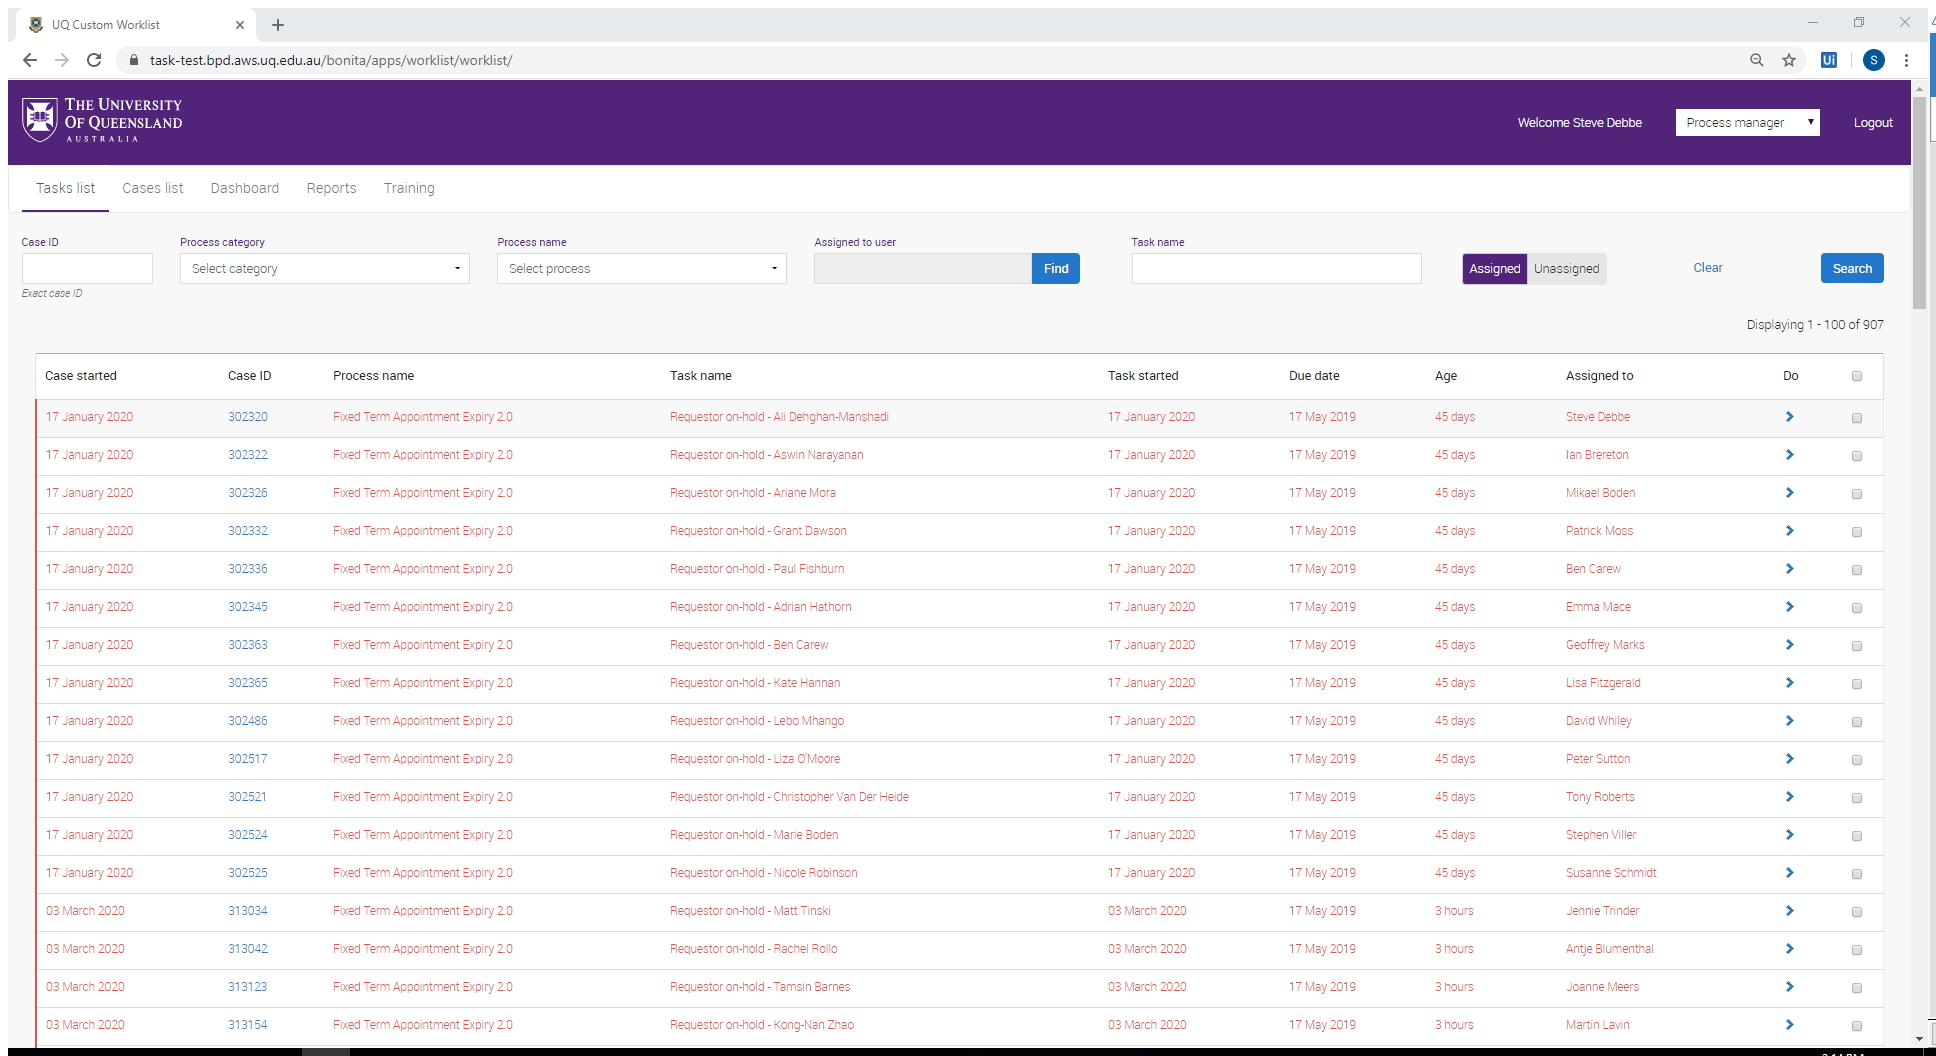 UQ Custom Worklist
task-test.bpd.aws.uq.edu.au/bonita/apps/worklist/worklist/
Ui
S
THE UNIVERSITY
OF QUEENSLAND
AUSTRALIA
Welcome Steve Debbe
Process manager
Logout
Tasks list Cases list Dashboard Reports Training
Case ID Process category Process name Assigned to user Task name
Select category Select process Find Assigned Unassigned Clear Search
Exact case ID
Displaying 1 - 100 of 907
Case started Case ID Process name Task name Task started Due date Age Assigned to Do
17 January 2020 302320 Fixed Term Appointment Expiry 2.0 Requestor on-hold - Ali Dehghan-Manshadi 17 January 2020 17 May 2019 45 days Steve Debbe
17 January 2020 302322 Fixed Term Appointment Expiry 2.0 Requestor on-hold - Aswin Narayanan 17 January 2020 17 May 2019 45 days Ian Brereton
17 January 2020 302326 Fixed Term Appointment Expiry 2.0 Requestor on-hold - Ariane Mora 17 January 2020 17 May 2019 45 days Mikael Boden
17 January 2020 302332 Fixed Term Appointment Expiry 2.0 Requestor on-hold - Grant Dawson 17 January 2020 17 May 2019 45 days Patrick Moss
17 January 2020 302336 Fixed Term Appointment Expiry 2.0 Requestor on-hold - Paul Fishburn 17 January 2020 17 May 2019 45 days Ben Carew
17 January 2020 302345 Fixed Term Appointment Expiry 2.0 Requestor on-hold - Adrian Hathorn 17 January 2020 17 May 2019 45 days Emma Mace
17 January 2020 302363 Fixed Term Appointment Expiry 2.0 Requestor on-hold - Ben Carew 17 January 2020 17 May 2019 45 days Geoffrey Marks
17 January 2020 302365 Fixed Term Appointment Expiry 2.0 Requestor on-hold - Kate Hannan 17 January 2020 17 May 2019 45 days Lisa Fitzgerald
17 January 2020 302486 Fixed Term Appointment Expiry 2.0 Requestor on-hold - Lebo Mhango 17 January 2020 17 May 2019 45 days David Whiley
17 January 2020 302517 Fixed Term Appointment Expiry 2.0 Requestor on-hold - Liza O'Moore 17 January 2020 17 May 2019 45 days Peter Sutton
17 January 2020 302521 Fixed Term Appointment Expiry 2.0 Requestor on-hold - Christopher Van Der Heide 17 January 2020 17 May 2019 45 days Tony Roberts
17 January 2020 302524 Fixed Term Appointment Expiry 2.0 Requestor on-hold - Marie Boden 17 January 2020 17 May 2019 45 days Stephen Viller
17 January 2020 302525 Fixed Term Appointment Expiry 2.0 Requestor on-hold - Nicole Robinson 17 January 2020 17 May 2019 45 days Susanne Schmidt
03 March 2020 313034 Fixed Term Appointment Expiry 2.0 Requestor on-hold - Matt Tinski 03 March 2020 17 May 2019 3 hours Jennie Trinder
03 March 2020 313042 Fixed Term Appointment Expiry 2.0 Requestor on-hold - Rachel Rollo 03 March 2020 17 May 2019 3 hours Antje Blumenthal
03 March 2020 313123 Fixed Term Appointment Expiry 2.0 Requestor on-hold - Tamsin Barnes 03 March 2020 17 May 2019 3 hours Joanne Meers
03 March 2020 313154 Fixed Term Appointment Expiry 2.0 Requestor on-hold - Kong-Nan Zhao 03 March 2020 17 May 2019 3 hours Martin Lavin